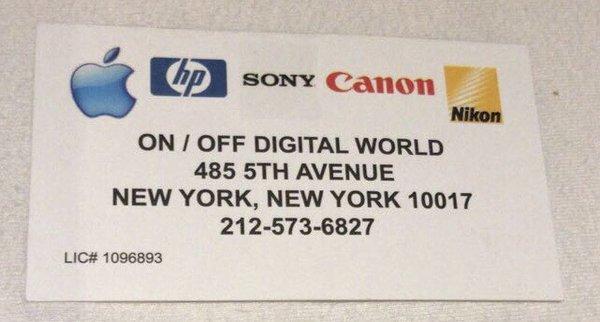 hp SONY Canon Nikon
ON / OFF DIGITAL WORLD
485 5TH AVENUE
NEW YORK, NEW YORK 10017
212-573-6827
LIC# 1096893